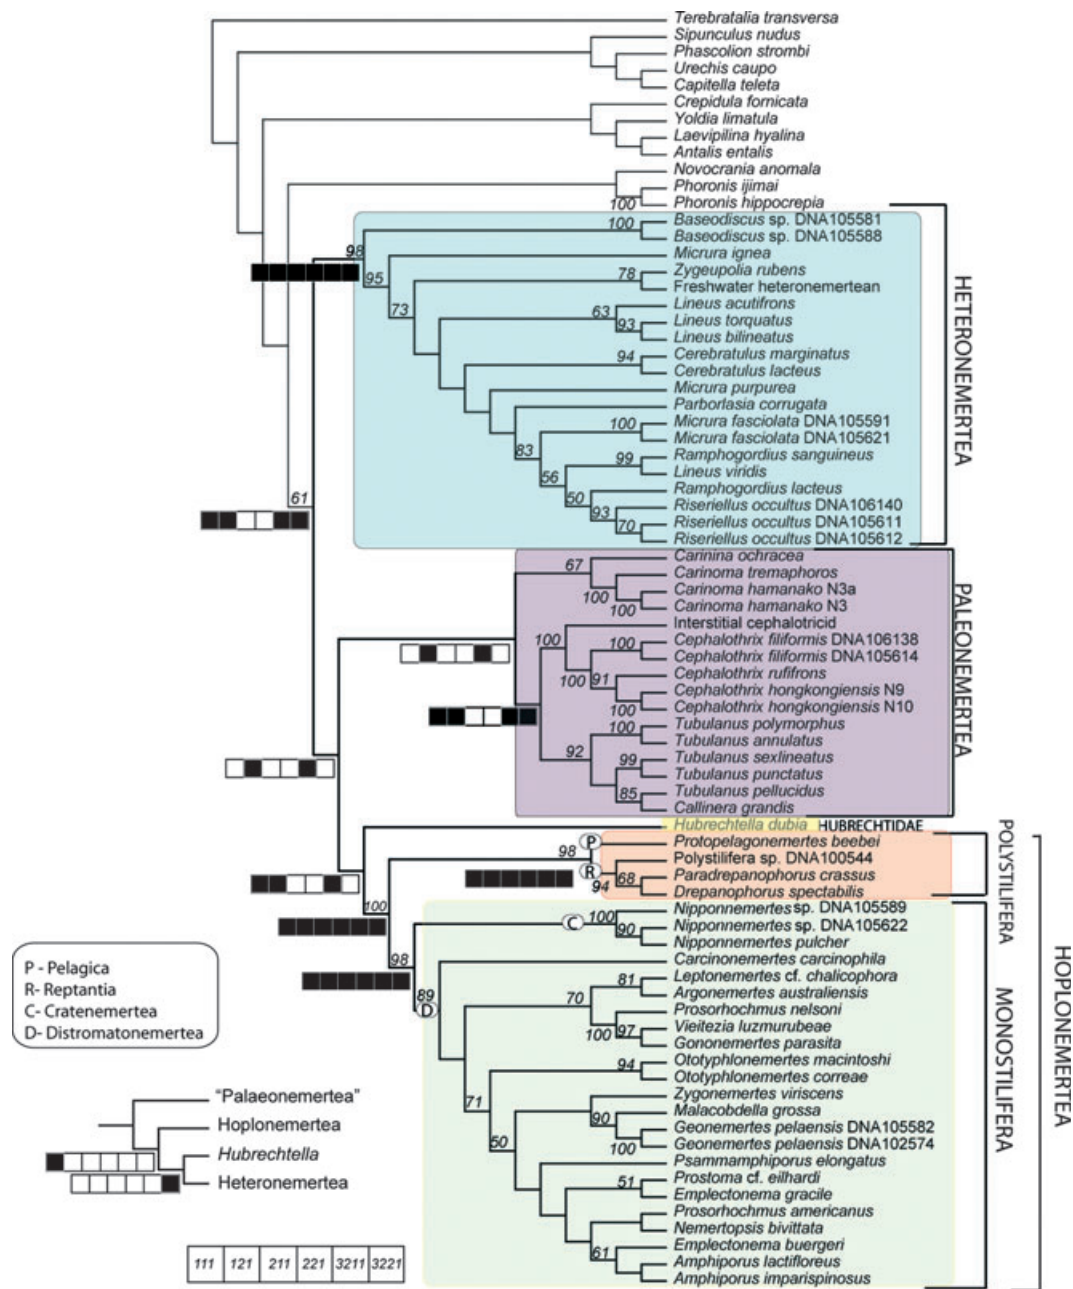 Terebratalia transversa
Sipunculus nudus
Phascolion strombi
Urechis caupo
Capitella teleta
Crepidula fornicata
Yoldia limatula
Laevipilina hyalina
Antalis entalis
Novocrania anomala
Phoronis ijimai
100 Phoronis hippocrepia
100 Baseodiscus sp. DNA105581
98 Baseodiscus sp. DNA105588
Micrura ignea
95
78 Zygeupolia rubens
Freshwater heteronemertean
73 63 Lineus acutifrons
93 Lineus torquatus
Lineus bilineatus
94 Cerebratulus marginatus
Cerebratulus lacteus
Micrura purpurea
Parborlasia corrugata
100 Micrura fasciolata DNA105591
Micrura fasciolata DNA105621
83
99 Ramphogordius sanguineus
56 Lineus viridis
50 Ramphogordius lacteus
93 Riseriellus occultus DNA106140
70 Riseriellus occultus DNA105611
Riseriellus occultus DNA105612
HETERONEMERTEA
61
67 Carinina ochracea
Carinoma tremaphoros
100 Carinoma hamanako N3a
100 Carinoma hamanako N3
100 Interstitial cephalotricid
100 Cephalothrix filiformis DNA106138
Cephalothrix filiformis DNA105614
100 91 Cephalothrix rufifrons
Cephalothrix hongkongiensis N9
100 Cephalothrix hongkongiensis N10
100 Tubulanus polymorphus
Tubulanus annulatus
92 99 Tubulanus sexlineatus
Tubulanus punctatus
85 Tubulanus pellucidus
Callinera grandis
PALEONEMERTEA
Hubrechtella dubia HUBRECHTIDAE
P Protopelagonemertes beebei
98 Polystilifera sp. DNA100544
R 68 Paradrepanophorus crassus
94 Drepanophorus spectabilis
POLYSTILIFERA
100
C 100 Nipponnemertes sp. DNA105589
90 Nipponnemertes sp. DNA105622
Nipponnemertes pulcher
98
Carcinonemertes carcinophila
89
D
81 Leptonemertes cf. chalicophora
70 Argonemertes australiensis
Prosorhochmus nelsoni
97 Vieitezia luzmurubeae
100 Gononemertes parasita
94 Ototyphlonemertes macintoshi
Ototyphlonemertes correae
71
Zygonemertes viriscens
90 Malacobdella grossa
Geonemertes pelaensis DNA105582
100 Geonemertes pelaensis DNA102574
50
Psammamphiporus elongatus
51 Prostoma cf. eilhardi
Emplectonema gracile
Prosorhochmus americanus
Nemertopsis bivittata
Emplectonema buergeri
61 Amphiporus lactifloreus
Amphiporus imparispinosus
MONOSTILIFERA
HOPLONEMERTEA
P - Pelagica
R- Reptantia
C- Cratenemertea
D- Distromatonemertea
"Palaeonemertea"
Hoplonemertea
Hubrechtella
Heteronemertea
111 121 211 221 3211 3221